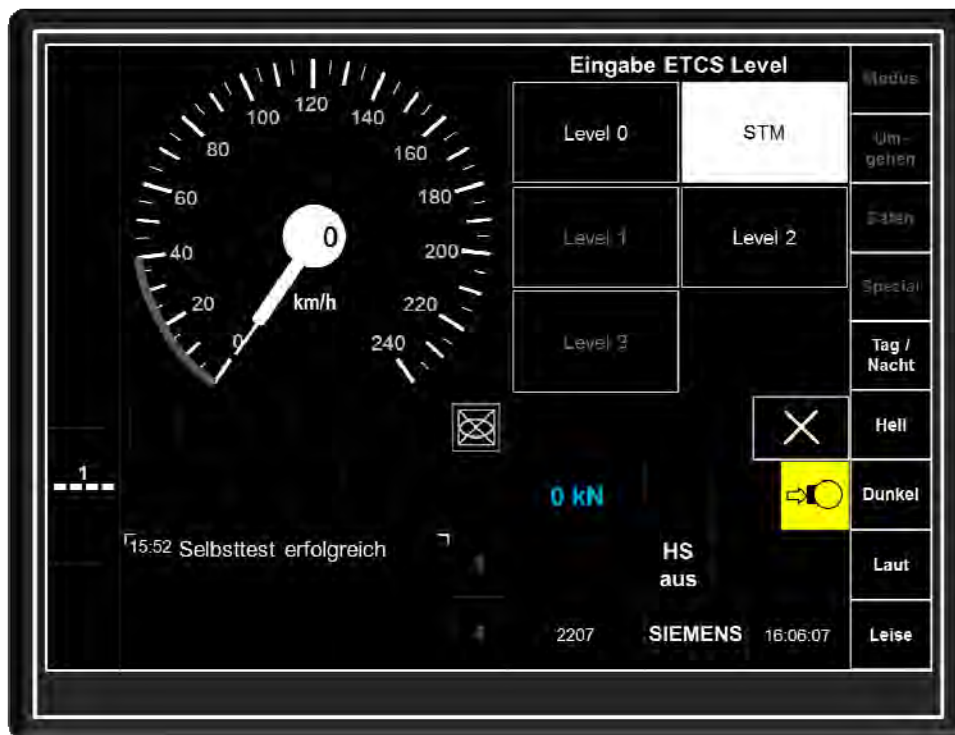 Eingabe ETCS Level
Level 0
STM
Level 1
Level 2
Level 3
0
20
40
60
80
100
120
140
160
180
200
220
240
0
km/h
1
15:52 Selbsttest erfolgreich
0 kN
HS
aus
2207
SIEMENS
16:06:07
Modus
Um-
gehen
Daten
Spezial
Tag /
Nacht
Hell
Dunkel
Laut
Leise